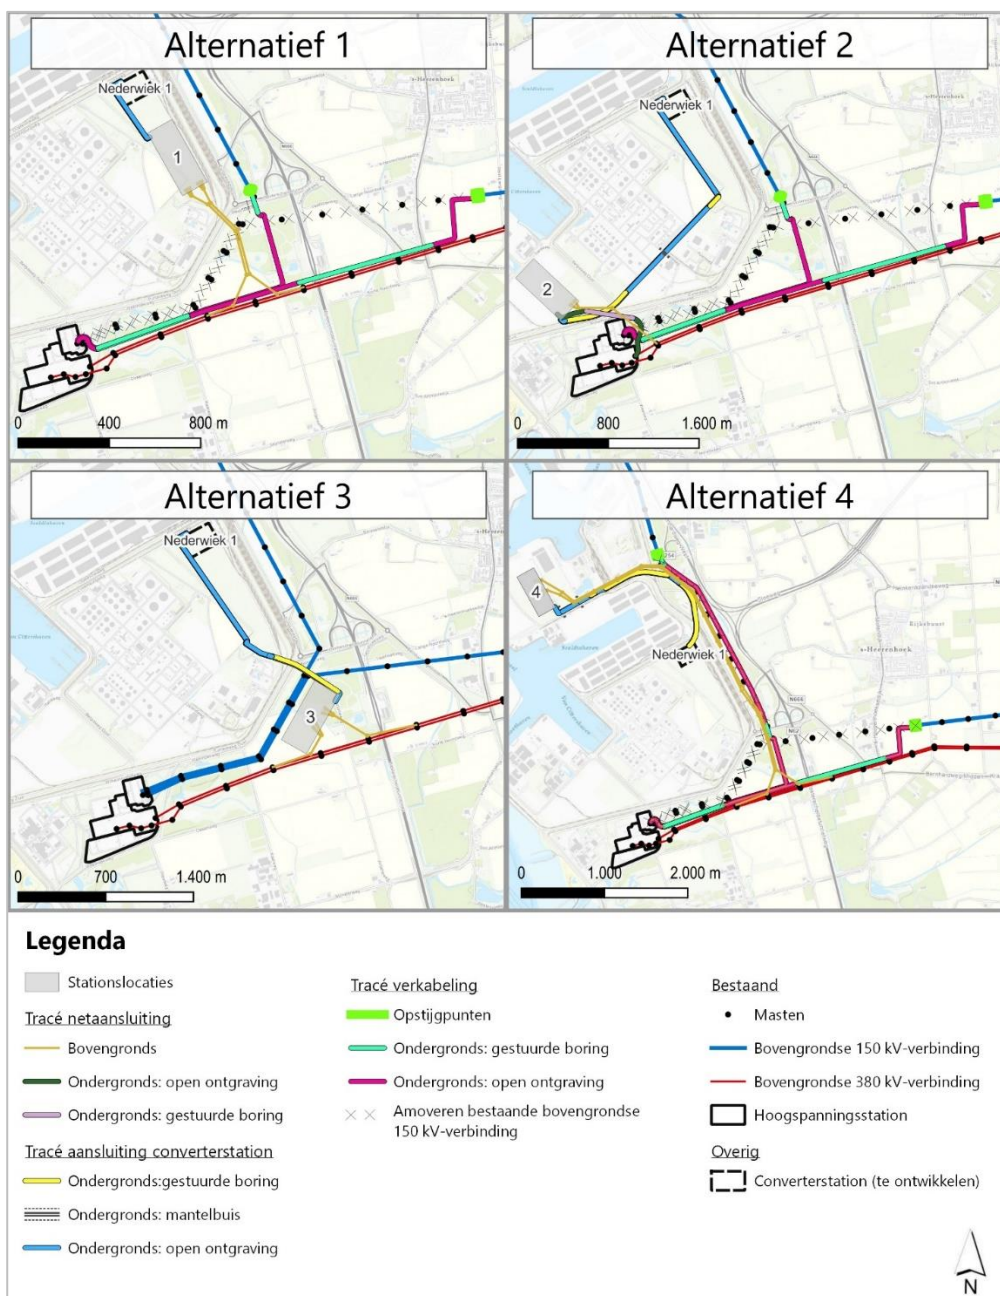 Alternatief 1
Nederwiek 1
1
0 400 800 m
Alternatief 2
Nederwiek 1
2
0 800 1.600 m
Alternatief 3
Nederwiek 1
3
0 700 1.400 m
Alternatief 4
4
Nederwiek 1
0 1.000 2.000 m
Legenda
Stationslocaties
Tracé netaansluiting
Bovengronds
Ondergronds: open ontgraving
Ondergronds: gestuurde boring
Tracé aansluiting converterstation
Ondergronds:gestuurde boring
Ondergronds: mantelbuis
Ondergronds: open ontgraving
Tracé verkabeling
Opstijgpunten
Ondergronds: gestuurde boring
Ondergronds: open ontgraving
Amoveren bestaande bovengrondse
150 kV-verbinding
Bestaand
Masten
Bovengrondse 150 kV-verbinding
Bovengrondse 380 kV-verbinding
Hoogspanningsstation
Overig
Converterstation (te ontwikkelen)
N